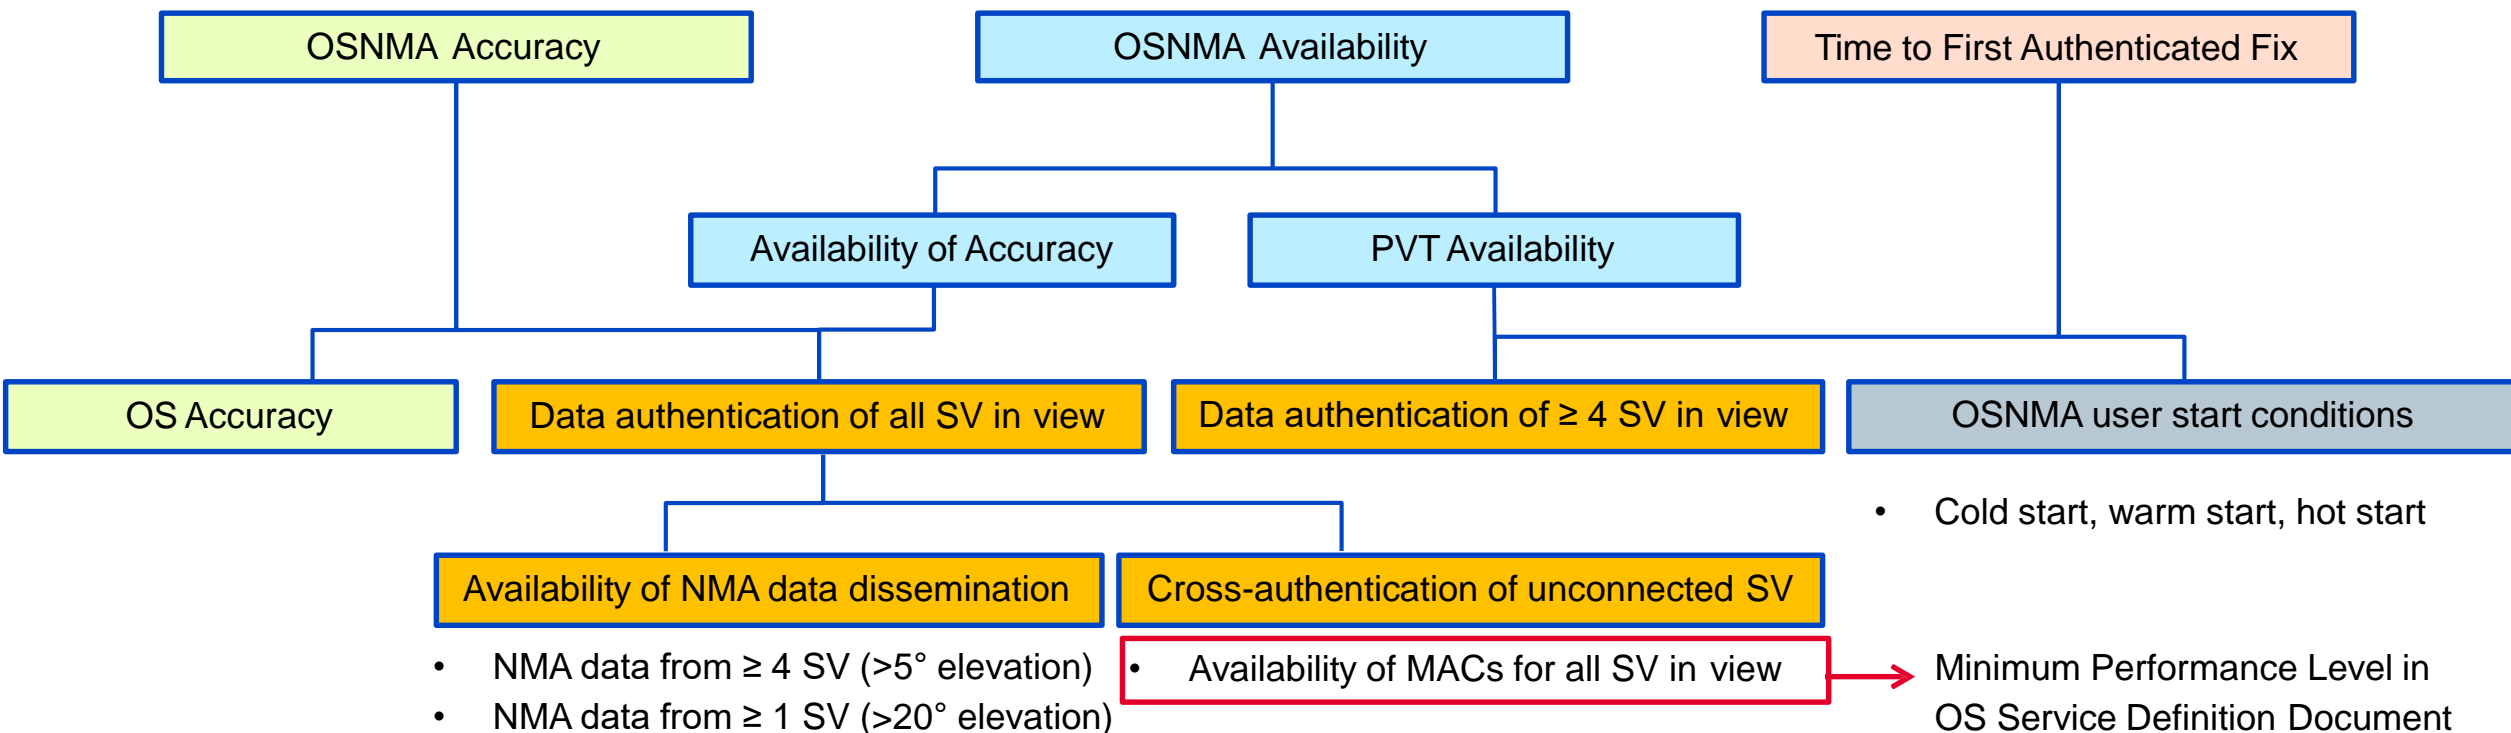 OSNMA Accuracy
OSNMA Availability
Time to First Authenticated Fix
Availability of Accuracy
PVT Availability
OS Accuracy
Data authentication of all SV in view
Data authentication of ≥ 4 SV in view
OSNMA user start conditions
• Cold start, warm start, hot start
Availability of NMA data dissemination
Cross-authentication of unconnected SV
• NMA data from ≥ 4 SV (>5° elevation)
• NMA data from ≥ 1 SV (>20° elevation)
• Availability of MACs for all SV in view
Minimum Performance Level in
OS Service Definition Document